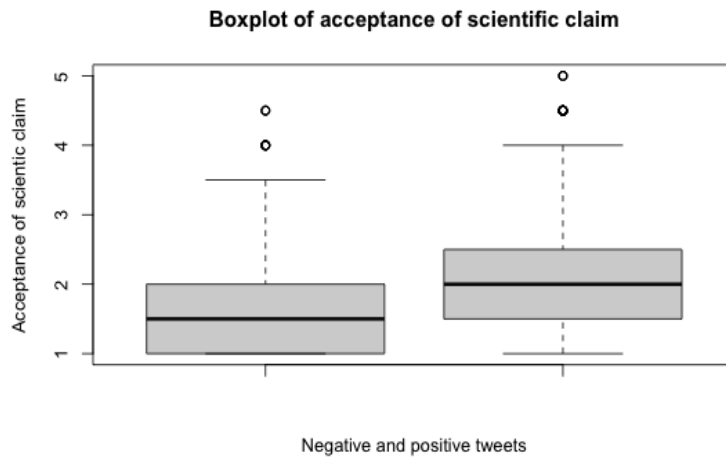 Boxplot of acceptance of scientific claim
Acceptance of scientic claim
5
4
3
2
1
Negative and positive tweets